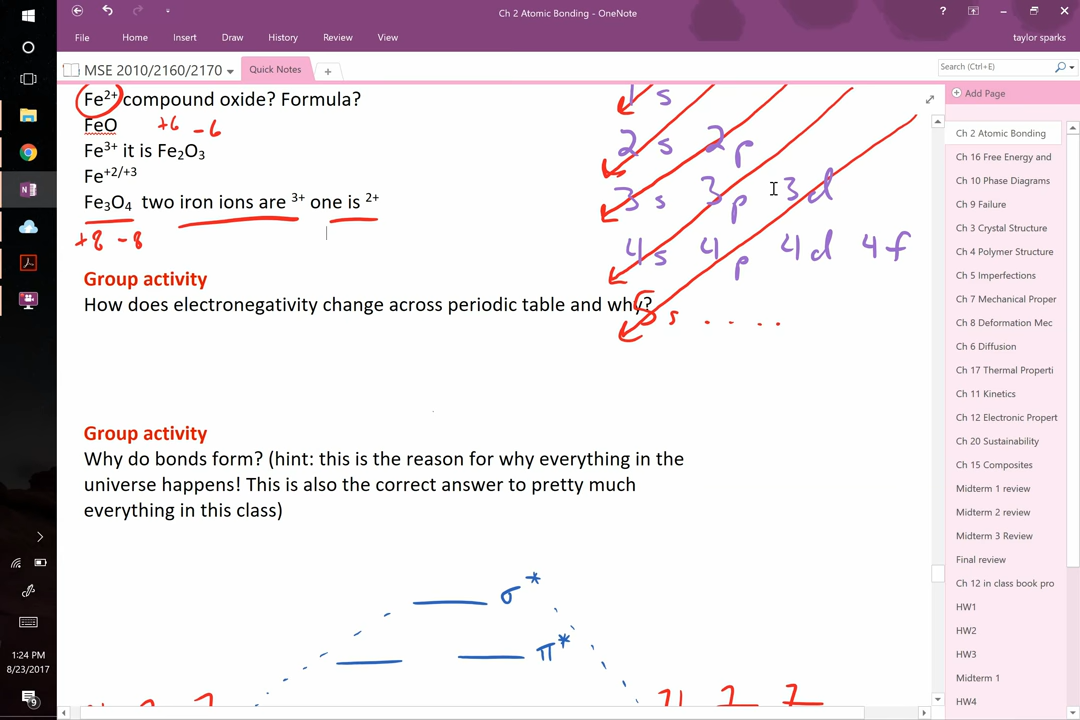 Ch 2 Atomic Bonding - OneNote
?
File Home Insert Draw History Review View
taylor sparks
MSE 2010/2160/2170
Quick Notes
+
Search (Ctrl+E)
Fe2+ compound oxide? Formula?
FeO +6 -6
Fe3+ it is Fe2O3
Fe+2/+3
Fe3O4 two iron ions are 3+ one is 2+
+8 -8
Group activity
How does electronegativity change across periodic table and why?
1s
2s 2p
3s 3p 3d
4s 4p 4d 4f
5s . . . .
Group activity
Why do bonds form? (hint: this is the reason for why everything in the
universe happens! This is also the correct answer to pretty much
everything in this class)
σ*
π*
Add Page
Ch 2 Atomic Bonding
Ch 16 Free Energy and
Ch 10 Phase Diagrams
Ch 9 Failure
Ch 3 Crystal Structure
Ch 4 Polymer Structure
Ch 5 Imperfections
Ch 7 Mechanical Proper
Ch 8 Deformation Mec
Ch 6 Diffusion
Ch 17 Thermal Properti
Ch 11 Kinetics
Ch 12 Electronic Propert
Ch 20 Sustainability
Ch 15 Composites
Midterm 1 review
Midterm 2 review
Midterm 3 Review
Final review
Ch 12 in class book pro
HW1
HW2
HW3
Midterm 1
HW4
1:24 PM
8/23/2017
9